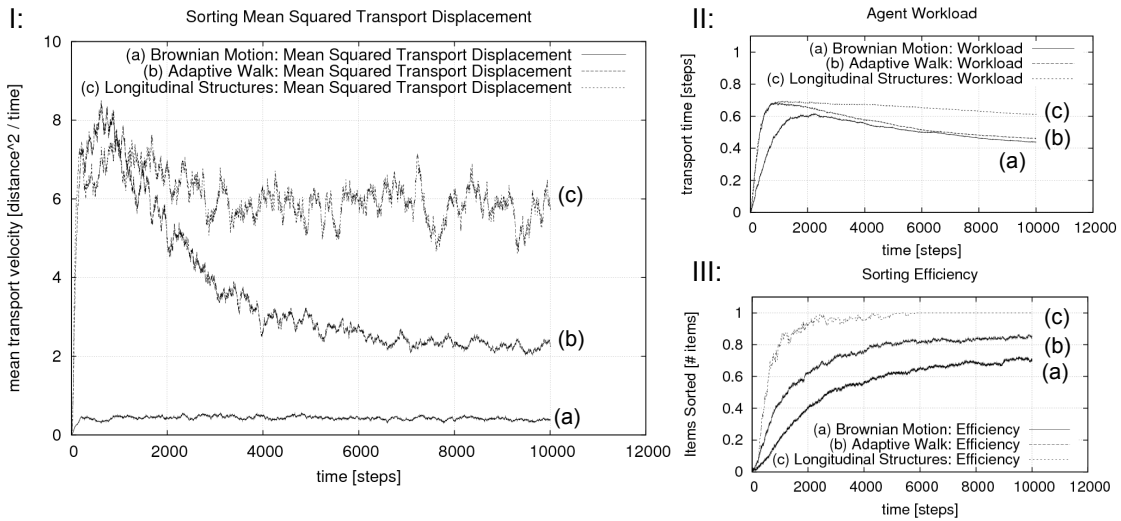 I:
Sorting Mean Squared Transport Displacement
mean transport velocity [distance^2 / time]
10
8
6
4
2
0
(a) Brownian Motion: Mean Squared Transport Displacement
(b) Adaptive Walk: Mean Squared Transport Displacement
(c) Longitudinal Structures: Mean Squared Transport Displacement
(c)
(b)
(a)
0 2000 4000 6000 8000 10000 12000
time [steps]
II:
Agent Workload
transport time [steps]
1
0.8
0.6
0.4
0.2
0
(a) Brownian Motion: Workload
(b) Adaptive Walk: Workload
(c) Longitudinal Structures: Workload
(c)
(b)
(a)
0 2000 4000 6000 8000 10000 12000
time [steps]
III:
Sorting Efficiency
Items Sorted [# items]
1
0.8
0.6
0.4
0.2
0
(c)
(b)
(a)
(a) Brownian Motion: Efficiency
(b) Adaptive Walk: Efficiency
(c) Longitudinal Structures: Efficiency
0 2000 4000 6000 8000 10000 12000
time [steps]